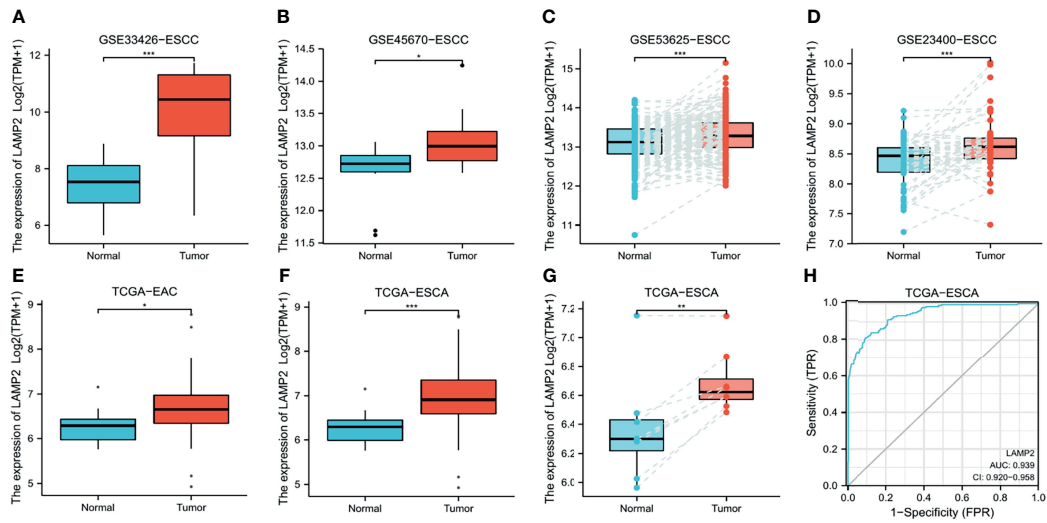 A
GSE33426-ESCC
***
The expression of LAMP2 Log2(TPM+1)
12
10
8
6
Normal
Tumor
B
GSE45670-ESCC
*
The expression of LAMP2 Log2(TPM+1)
14.5
14.0
13.5
13.0
12.5
12.0
11.5
Normal
Tumor
C
GSE53625-ESCC
***
The expression of LAMP2 Log2(TPM+1)
15
14
13
12
11
Normal
Tumor
D
GSE23400-ESCC
***
The expression of LAMP2 Log2(TPM+1)
10.0
9.5
9.0
8.5
8.0
7.5
7.0
Normal
Tumor
E
TCGA-EAC
*
The expression of LAMP2 Log2(TPM+1)
9
8
7
6
5
Normal
Tumor
F
TCGA-ESCA
***
The expression of LAMP2 Log2(TPM+1)
9
8
7
6
5
Normal
Tumor
G
TCGA-ESCA
**
The expression of LAMP2 Log2(TPM+1)
7.2
6.9
6.6
6.3
6.0
Normal
Tumor
H
TCGA-ESCA
Sensitivity (TPR)
1.0
0.8
0.6
0.4
0.2
0.0
LAMP2
AUC: 0.939
CI: 0.920-0.958
0.0 0.2 0.4 0.6 0.8 1.0
1-Specificity (FPR)